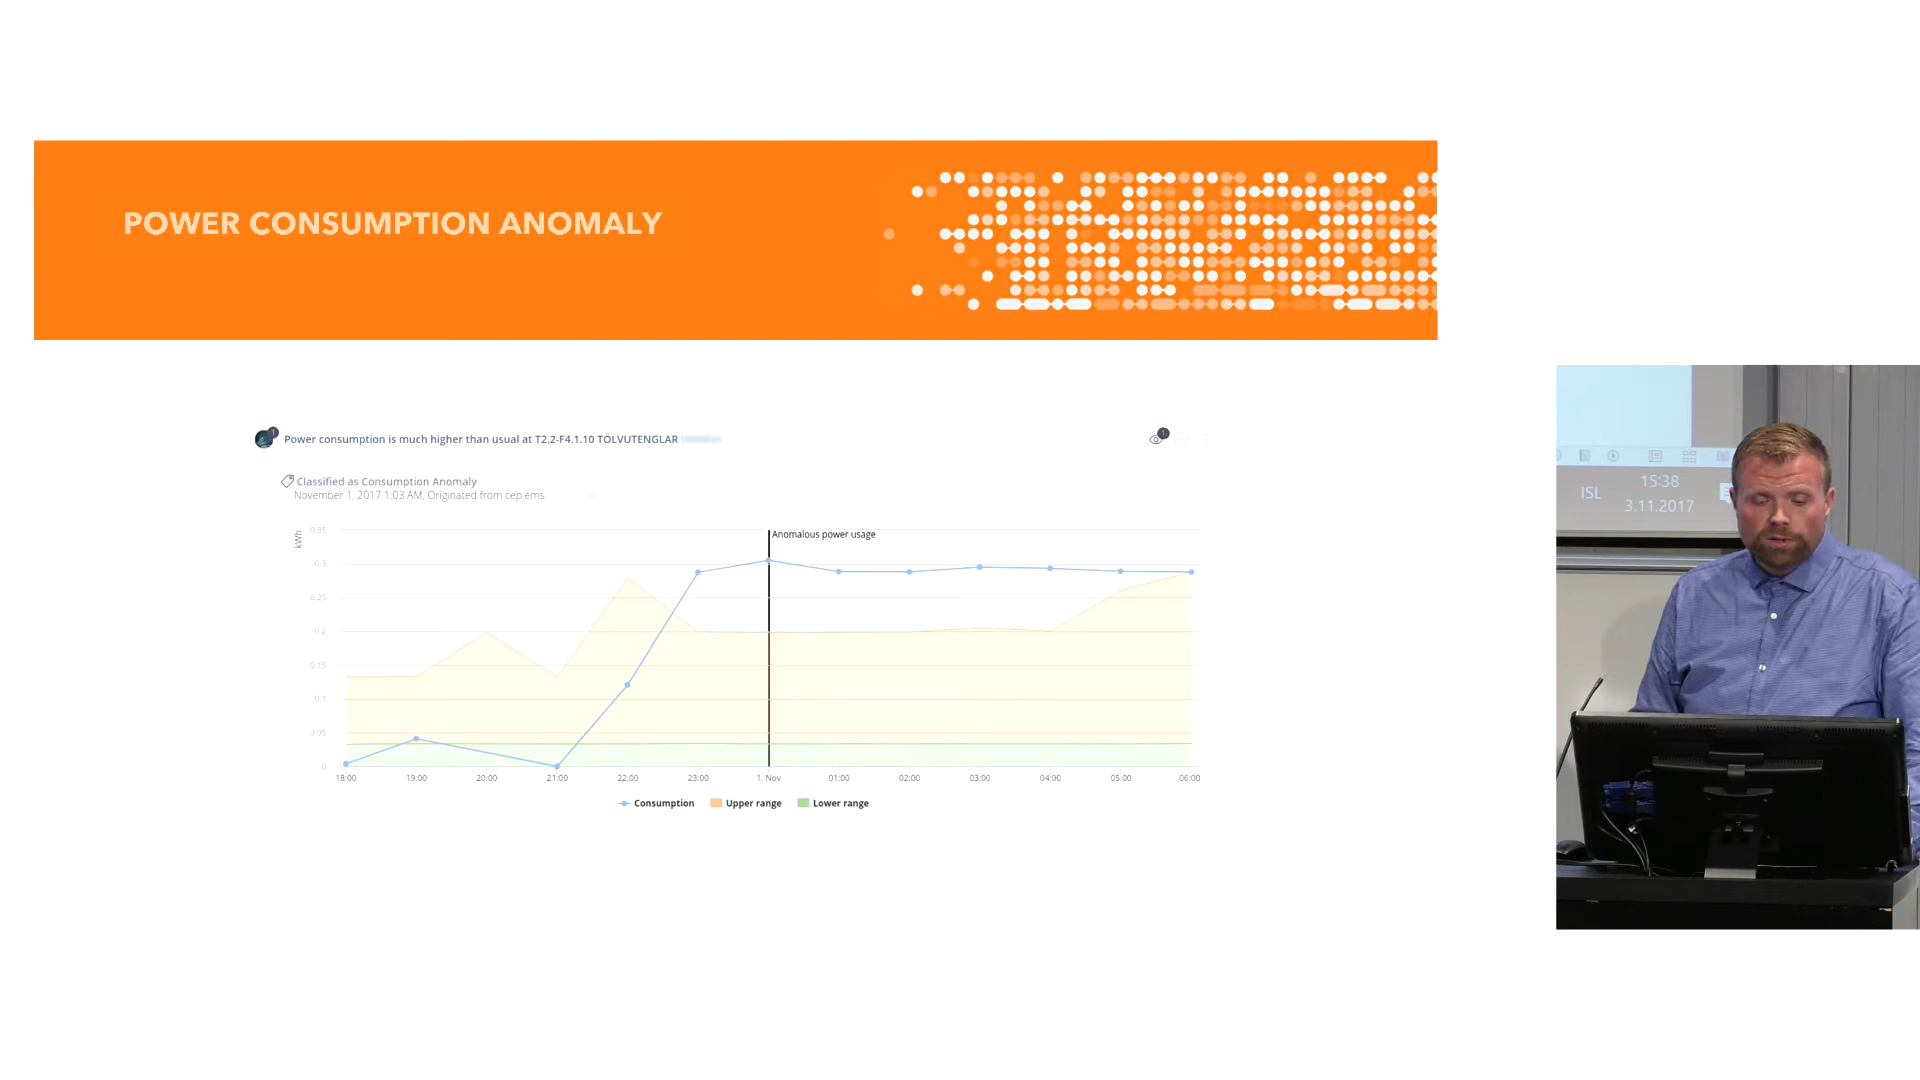 POWER CONSUMPTION ANOMALY
Power consumption is much higher than usual at T2.2-F4.1.10 TÖLVUTENGLAR
1
1
Classified as Consumption Anomaly
November 1, 2017 1:03 AM, Originated from cep.ems.
kWh
Anomalous power usage
0.35
0.3
0.25
0.2
0.15
0.1
0.05
0
18:00 19:00 20:00 21:00 22:00 23:00 1. Nov 01:00 02:00 03:00 04:00 05:00 06:00
Consumption Upper range Lower range
ISL
15:38
3.11.2017